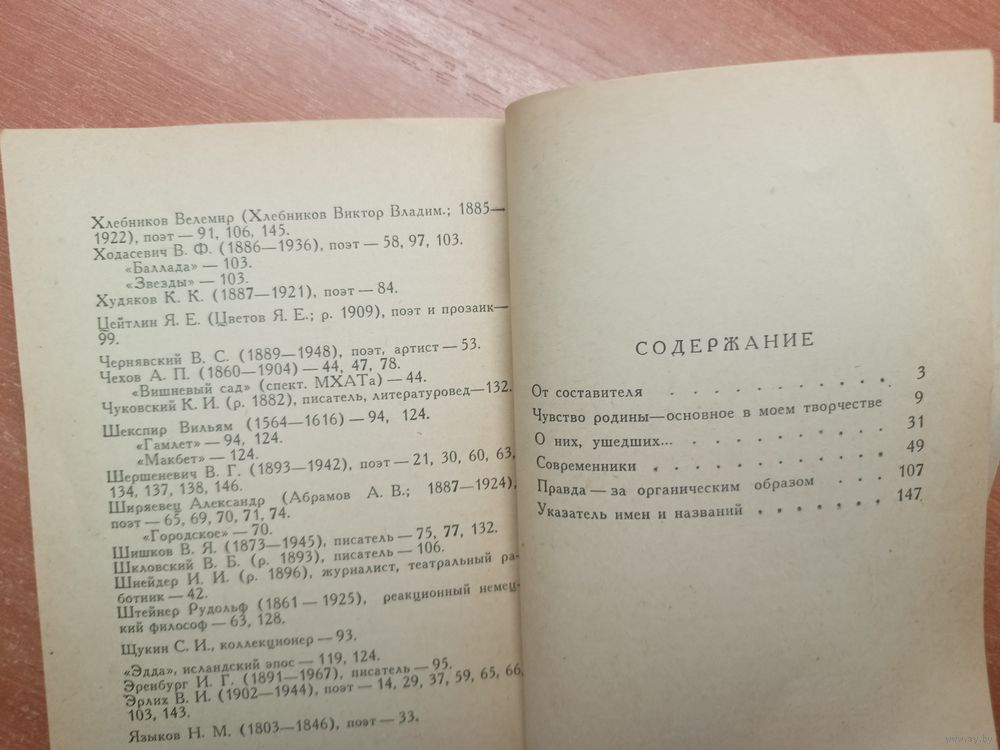 Хлебников Велемир (Хлебников Виктор Владим.; 1885—
1922), поэт — 91, 106, 145.
Ходасевич В. Ф. (1886—1936), поэт — 58, 97, 103.
«Баллада» — 103.
«Звезды» — 103.
Худяков К. К. (1887—1921), поэт — 84.
Цейтлин Я. Е. (Цветов Я. Е.; р. 1909), поэт и прозаик—
99.
Чернявский В. С. (1889—1948), поэт, артист — 53.
Чехов А. П. (1860—1904) — 44, 47, 78.
«Вишневый сад» (спект. МХАТа) — 44.
Чуковский К. И. (р. 1882), писатель, литературовед—132.
Шекспир Вильям (1564—1616) — 94, 124.
«Гамлет» — 94, 124.
«Макбет» — 124.
Шершеневич В. Г. (1893—1942), поэт — 21, 30, 60, 63,
134, 137, 138, 146.
Ширяевец Александр (Абрамов А. В.; 1887—1924),
поэт — 65, 69, 70, 71, 74.
«Городское» — 70.
Шишков В. Я. (1873—1945), писатель — 75, 77, 132.
Шкловский В. Б. (р. 1893), писатель — 106.
Шнейдер И. И. (р. 1896), журналист, театральный ра-
ботник — 42.
Штейнер Рудольф (1861 — 1925), реакционный немец-
кий философ — 63, 128.
Щукин С. И., коллекционер — 93.
«Эдда», исландский эпос — 119, 124.
Эренбург И. Г. (1891—1967), писатель — 95.
Эрлих В. И. (1902—1944), поэт — 14, 29, 37, 59, 65, 66,
103, 143.
Языков Н. М. (1803—1846), поэт — 33.
СОДЕРЖАНИЕ
От составителя . . . . . . . . . 3
Чувство родины—основное в моем творчестве 9
О них, ушедших... . . . . . . . . . 31
Современники . . . . . . . . . . 49
Правда — за органическим образом . . . 107
Указатель имен и названий . . . . . . 147
www.ay.by